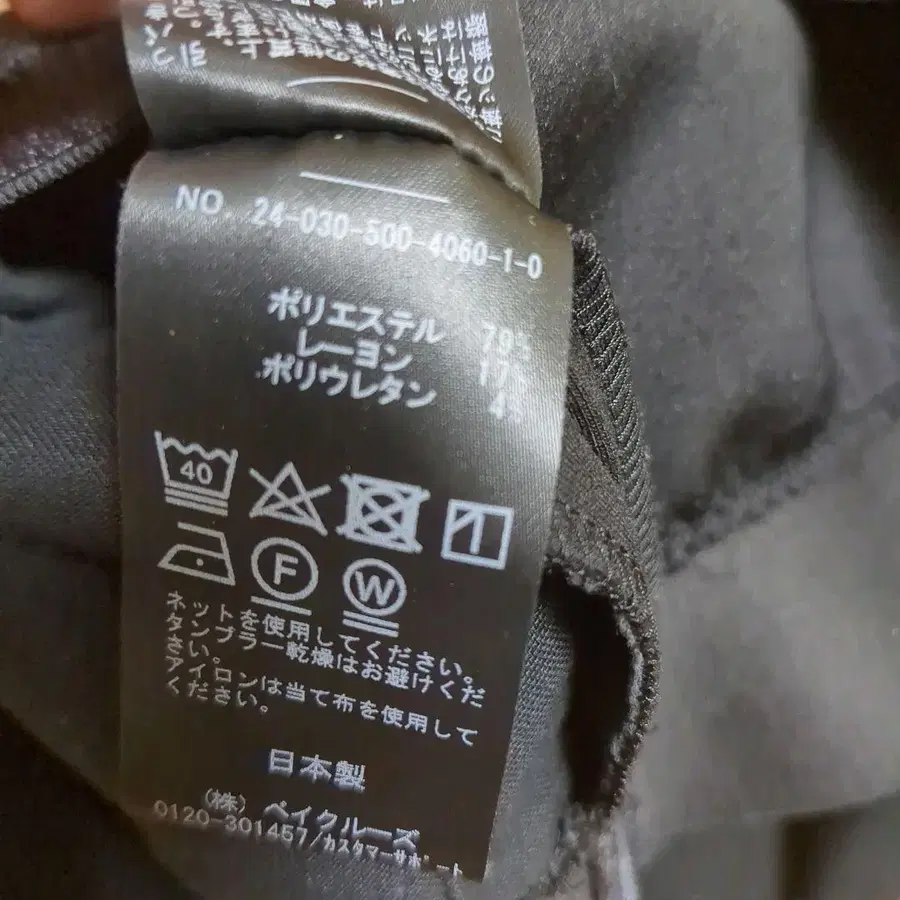 NO. 24-030-500-4060-1-0
ポリエステル 79%
レーヨン 17%
ポリウレタン 4%
40
F
W
ネットを使用してください。
タンブラー乾燥はお避けくだ
さい。
アイロンは当て布を使用して
ください。
日本製
(株) ベイクルーズ
0120-301457/カスタマーサポート